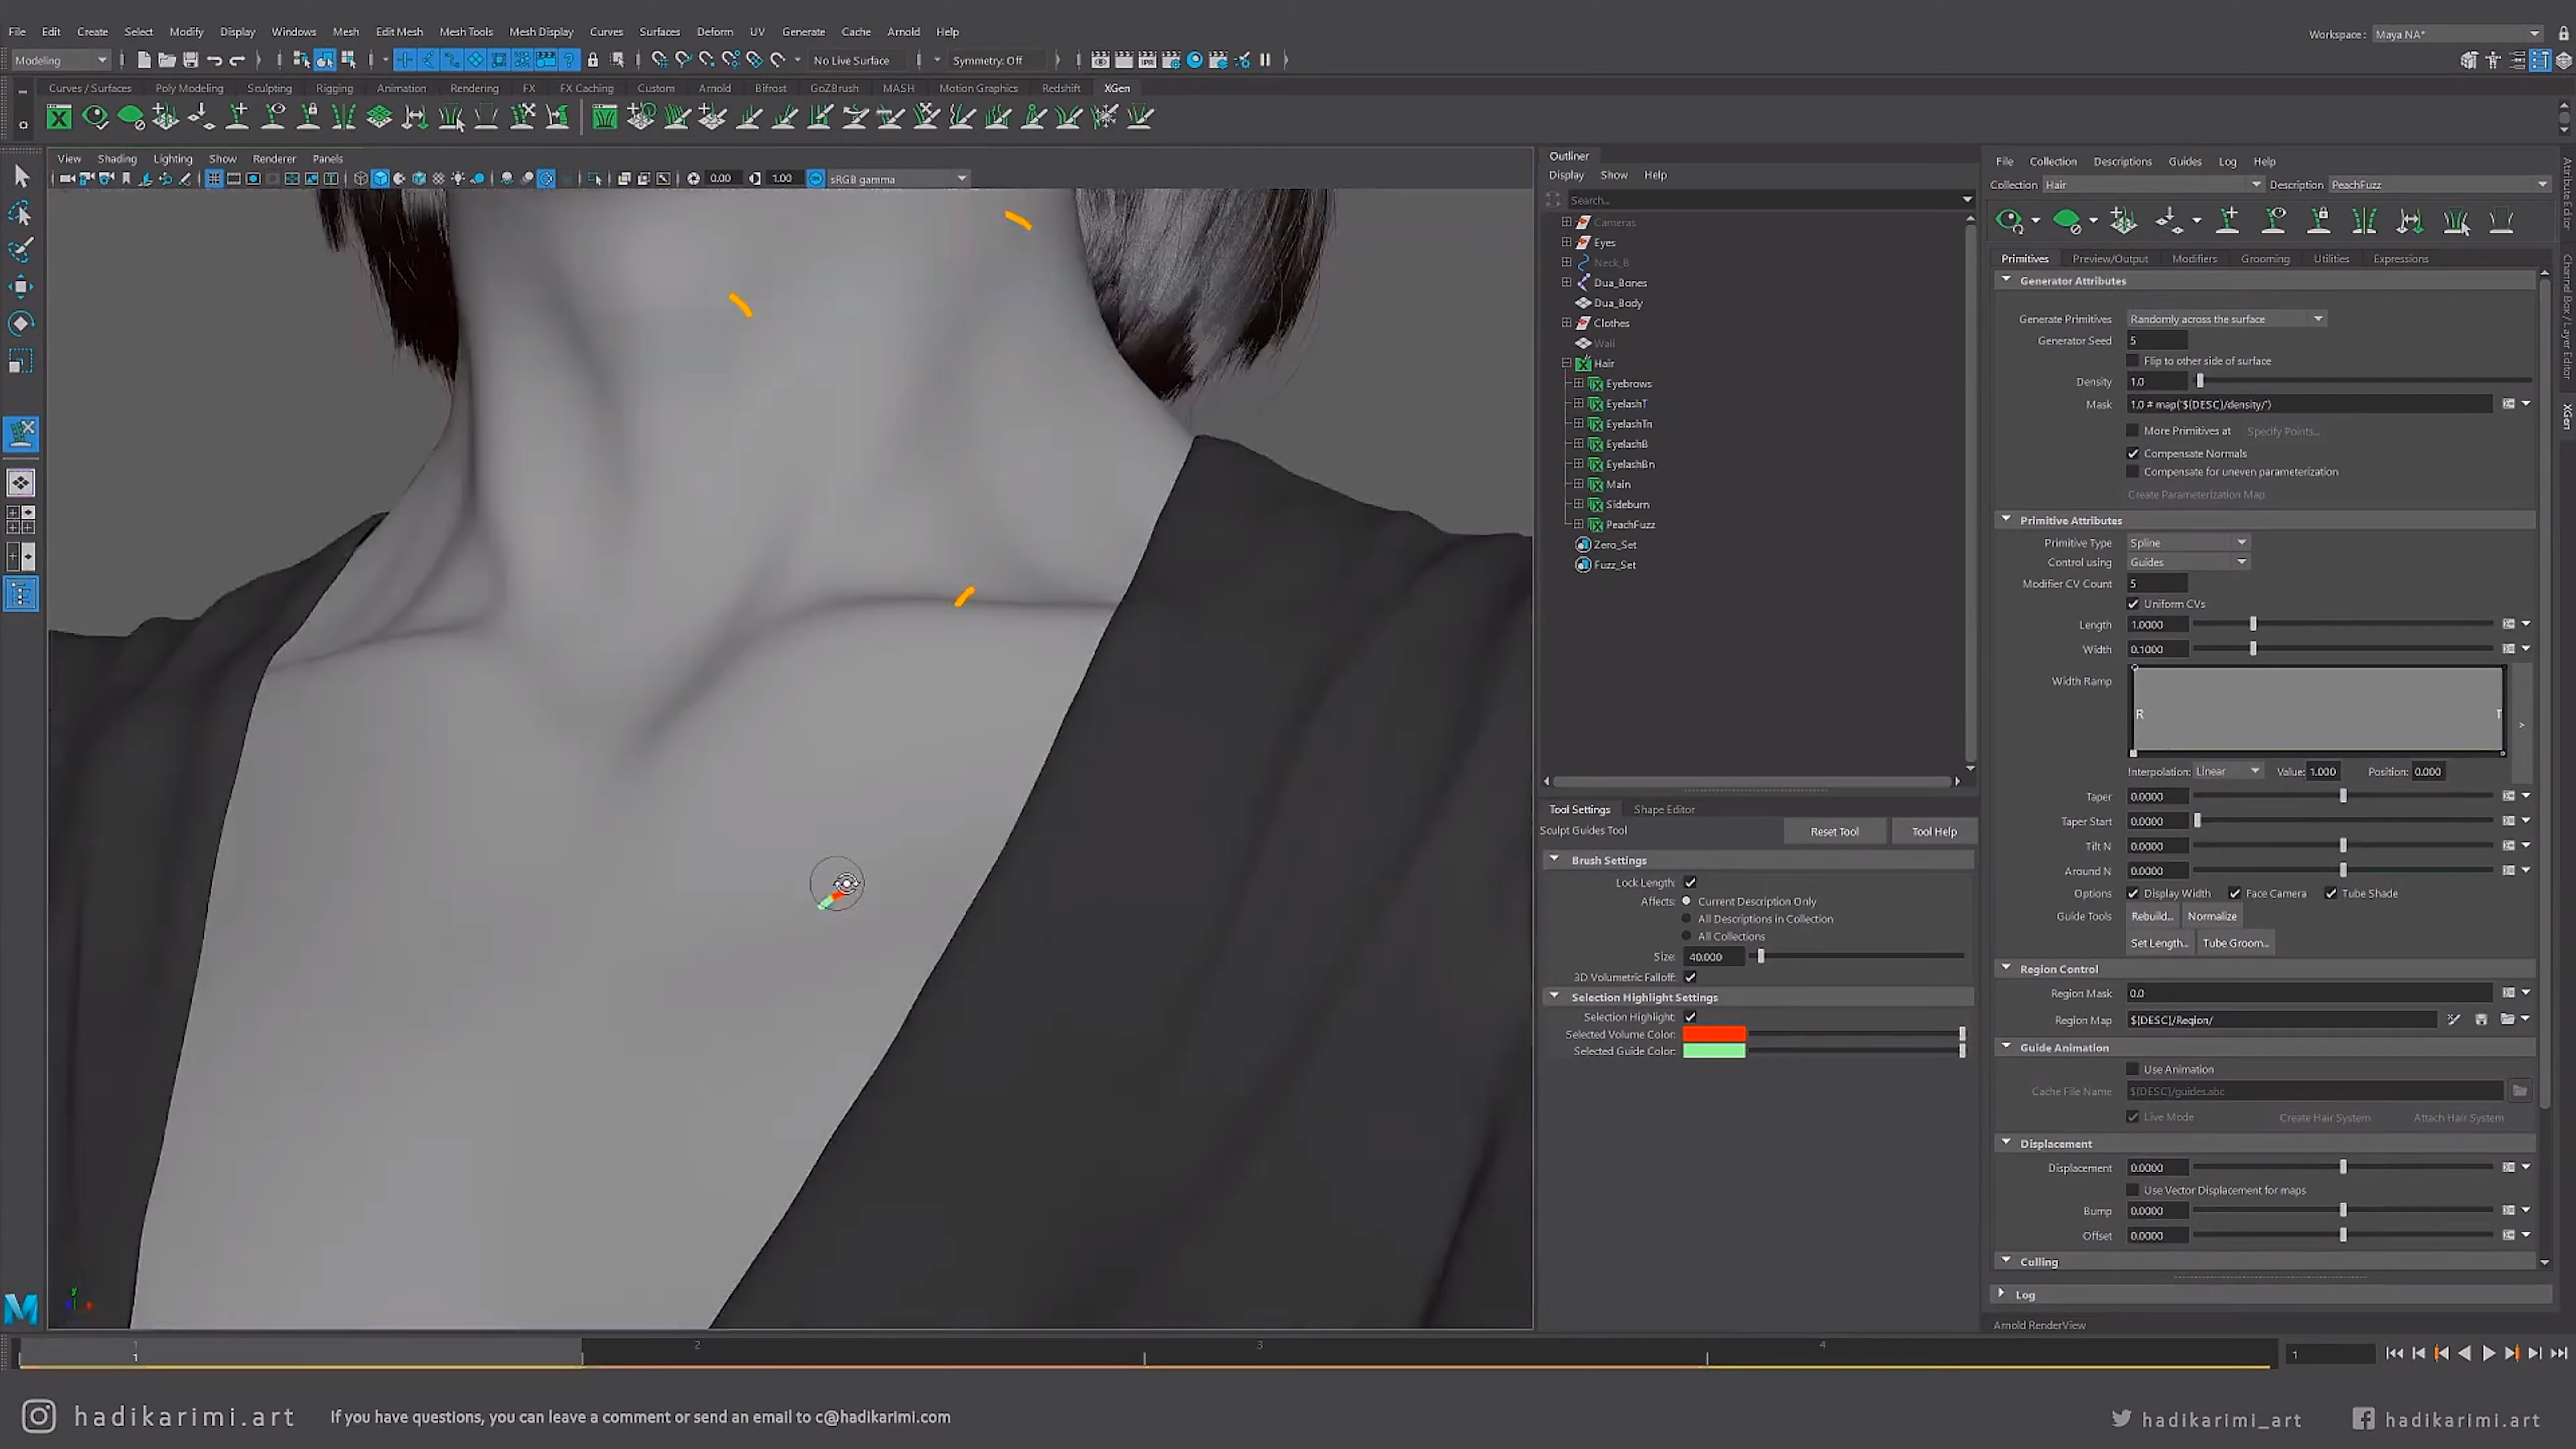 File Edit Create Select Modify Display Windows Mesh Edit Mesh Mesh Tools Mesh Display Curves Surfaces Deform UV Generate Cache Arnold Help
Workspace : Maya NA*
Modeling
No Live Surface
Symmetry: Off
Curves / Surfaces Poly Modeling Sculpting Rigging Animation Rendering FX FX Caching Custom Arnold Bifrost GoZBrush MASH Motion Graphics Redshift XGen
View Shading Lighting Show Renderer Panels
0.00
1.00
sRGB gamma
Outliner
Display Show Help
Search...
Cameras
Eyes
Neck_B
Dua_Bones
Dua_Body
Clothes
Wall
Hair
Eyebrows
EyelashT
EyelashTn
EyelashB
EyelashBn
Main
Sideburn
PeachFuzz
Zero_Set
Fuzz_Set
Tool Settings Shape Editor
Sculpt Guides Tool
Reset Tool
Tool Help
Brush Settings
Lock Length:
Affects: Current Description Only
All Descriptions in Collection
All Collections
Size: 40.000
3D Volumetric Falloff:
Selection Highlight Settings
Selection Highlight:
Selected Volume Color:
Selected Guide Color:
File Collection Descriptions Guides Log Help
Collection Hair
Description PeachFuzz
Primitives Preview/Output Modifiers Grooming Utilities Expressions
Generator Attributes
Generate Primitives Randomly across the surface
Generator Seed 5
Flip to other side of surface
Density 1.0
Mask 1.0 # map('${DESC}/density/')
More Primitives at Specify Points...
Compensate Normals
Compensate for uneven parameterization
Create Parameterization Map
Primitive Attributes
Primitive Type Spline
Control using Guides
Modifier CV Count 5
Uniform CVs
Length 1.0000
Width 0.1000
Width Ramp
R
T
>
Interpolation: Linear Value: 1.000 Position: 0.000
Taper 0.0000
Taper Start 0.0000
Tilt N 0.0000
Around N 0.0000
Options Display Width Face Camera Tube Shade
Guide Tools Rebuild... Normalize
Set Length... Tube Groom...
Region Control
Region Mask 0.0
Region Map ${DESC}/Region/
Guide Animation
Use Animation
Cache File Name ${DESC}/guides.abc
Live Mode Create Hair System Attach Hair System
Displacement
Displacement 0.0000
Use Vector Displacement for maps
Bump 0.0000
Offset 0.0000
Culling
Log
Arnold RenderView
Attribute Editor
Channel Box / Layer Editor
XGen
y
M
1 2 3 4
1
1
hadikarimi.art
If you have questions, you can leave a comment or send an email to c@hadikarimi.com
hadikarimi_art
hadikarimi.art